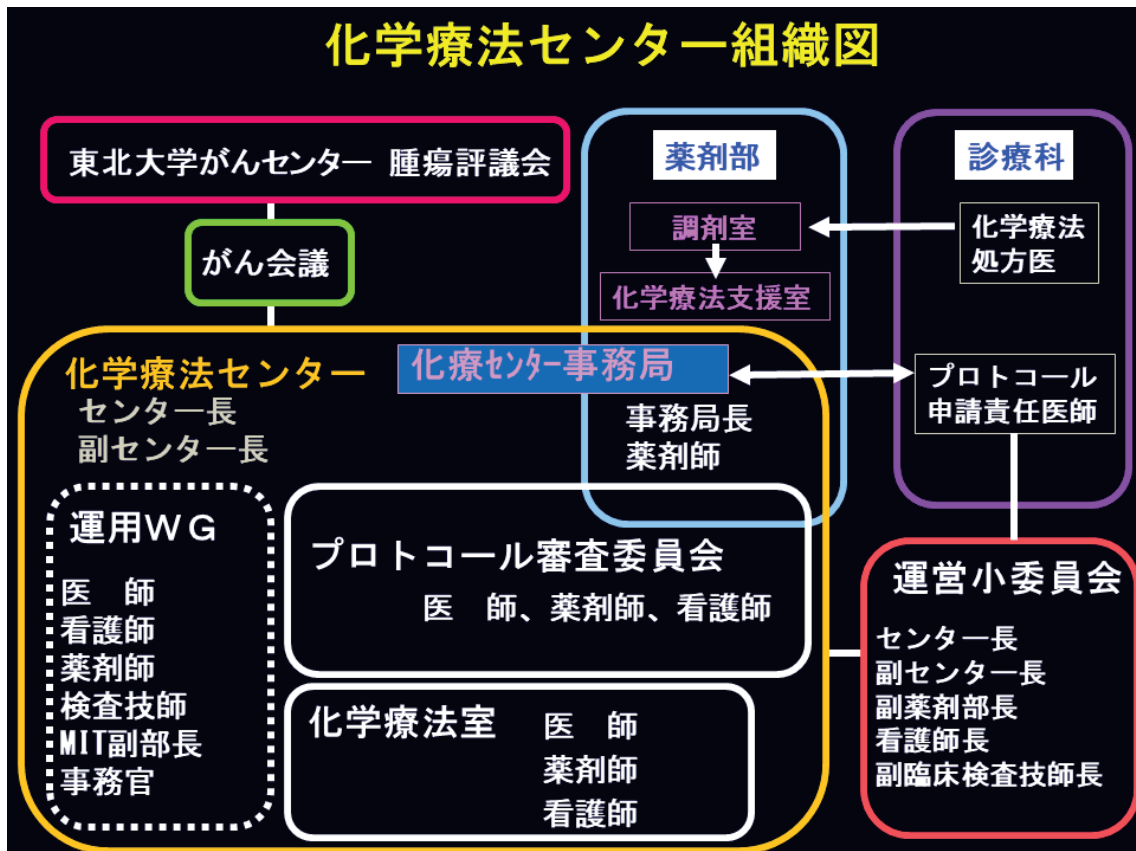 化学療法センター組織図
東北大学がんセンター 腫瘍評議会
がん会議
薬剤部
調剤室
化学療法支援室
診療科
化学療法
処方医
プロトコール
申請責任医師
化学療法センター
センター長
副センター長
化療ｾﾝﾀｰ事務局
事務局長
薬剤師
運用ＷＧ
医　師
看護師
薬剤師
検査技師
MIT副部長
事務官
プロトコール審査委員会
医　師、薬剤師、看護師
化学療法室
医　師
薬剤師
看護師
運営小委員会
センター長
副センター長
副薬剤部長
看護師長
副臨床検査技師長